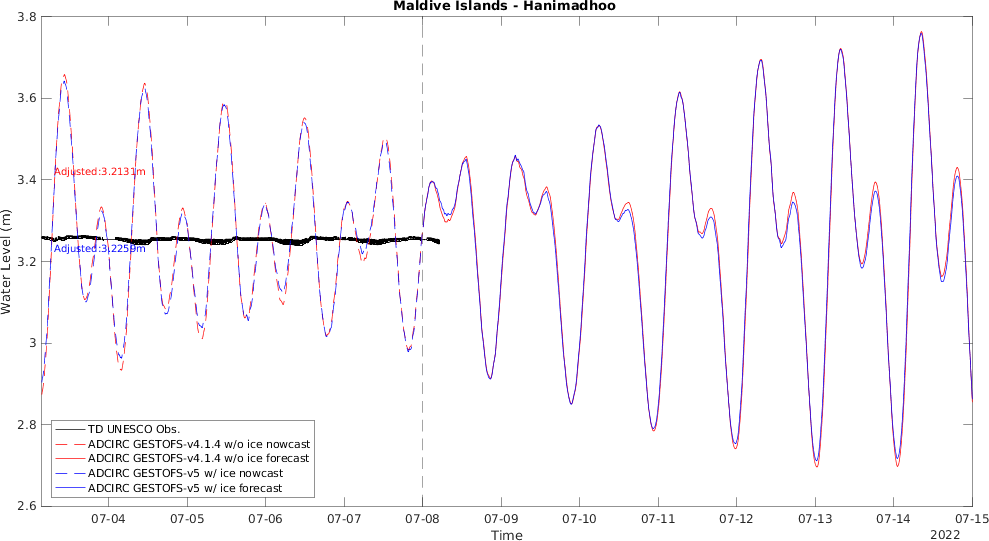 Maldive Islands - Hanimadhoo
3.8
3.6
3.4
3.2
3
2.8
2.6
Water Level (m)
Adjusted:3.2131m
Adjusted:3.2259m
TD UNESCO Obs.
ADCIRC GESTOFS-v4.1.4 w/o ice nowcast
ADCIRC GESTOFS-v4.1.4 w/o ice forecast
ADCIRC GESTOFS-v5 w/ ice nowcast
ADCIRC GESTOFS-v5 w/ ice forecast
07-04 07-05 07-06 07-07 07-08 07-09 07-10 07-11 07-12 07-13 07-14 07-15
Time
2022